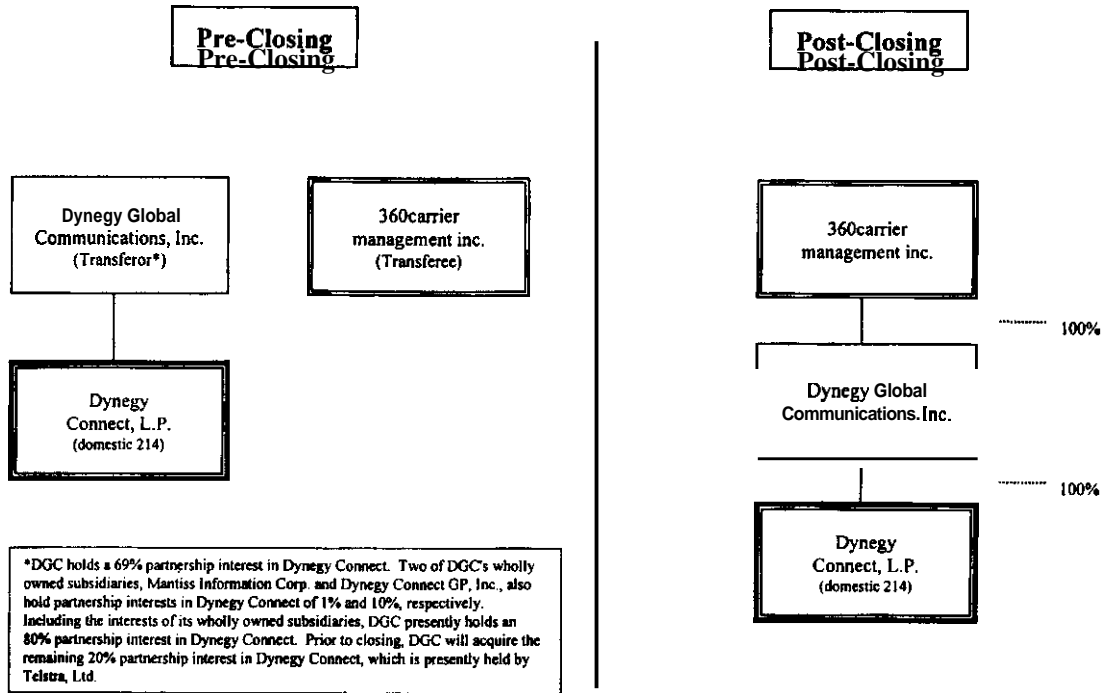 Pre-Closing
Pre-Closing
Dynegy Global
Communications, Inc.
(Transferor*)
360carrier
management inc.
(Transferee)
Dynegy
Connect, L.P.
(domestic 214)
*DGC holds a 69% partnership interest in Dynegy Connect. Two of DGC's wholly
owned subsidiaries, Mantiss Information Corp. and Dynegy Connect GP, Inc., also
hold partnership interests in Dynegy Connect of 1% and 10%, respectively.
Including the interests of its wholly owned subsidiaries, DGC presently holds an
80% partnership interest in Dynegy Connect. Prior to closing, DGC will acquire the
remaining 20% partnership interest in Dynegy Connect, which is presently held by
Telstra, Ltd.
Post-Closing
Post-Closing
360carrier
management inc.
100%
Dynegy Global
Communications.Inc.
100%
Dynegy
Connect, L.P.
(domestic 214)